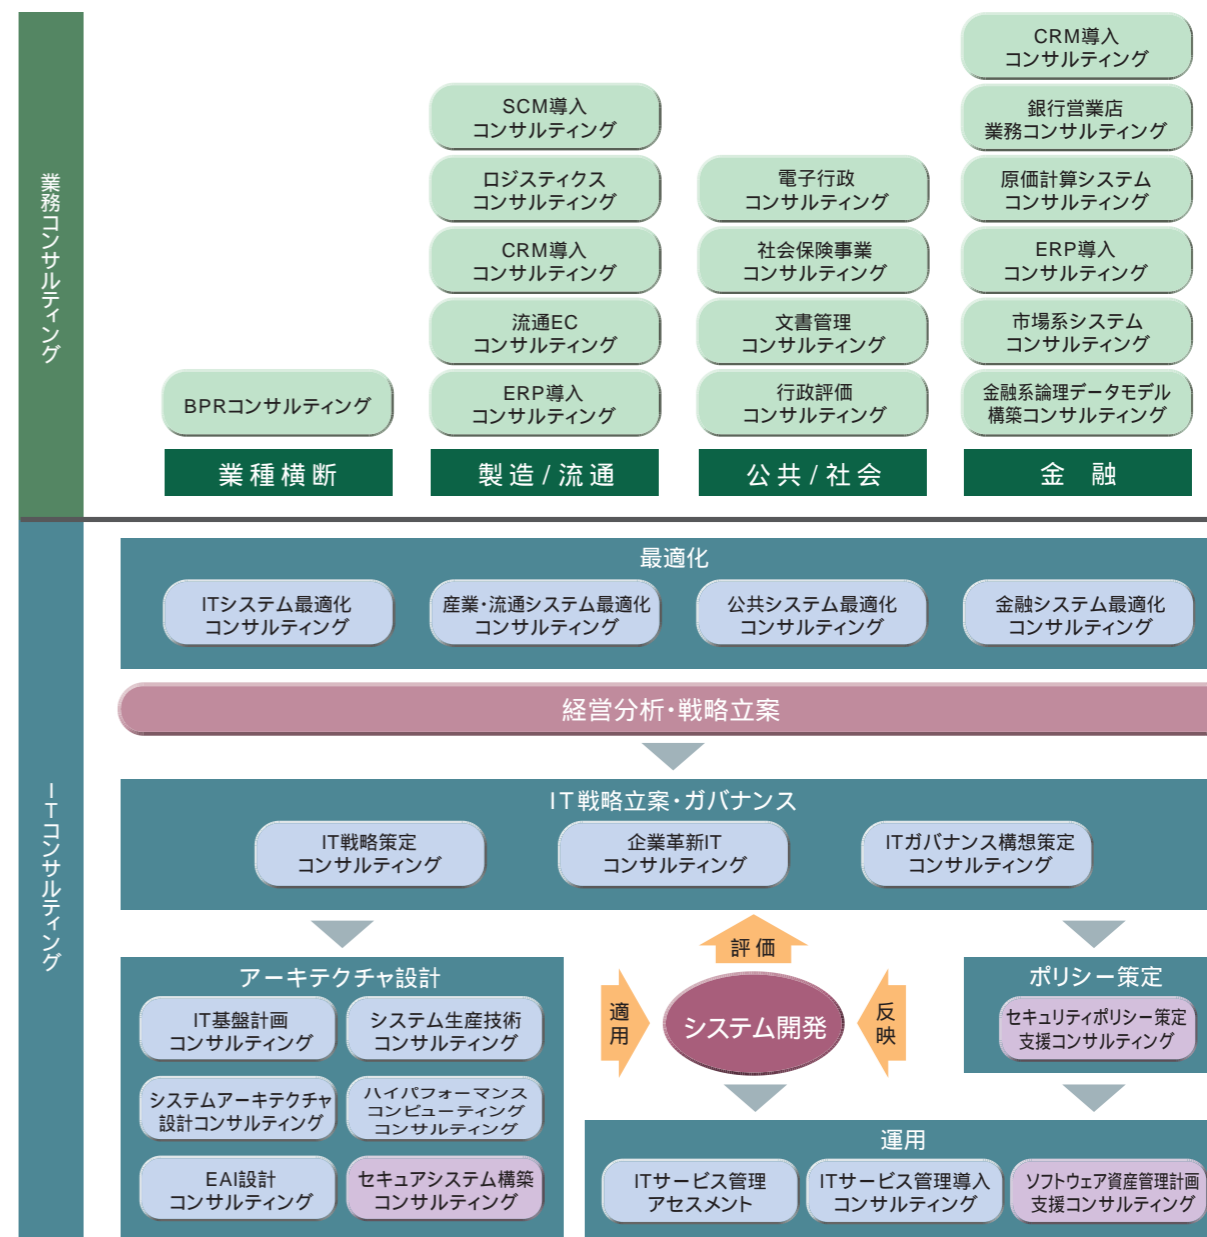 業務コンサルティング
CRM導入
コンサルティング
SCM導入
コンサルティング
銀行営業店
業務コンサルティング
ロジスティクス
コンサルティング
電子行政
コンサルティング
原価計算システム
コンサルティング
CRM導入
コンサルティング
社会保険事業
コンサルティング
ERP導入
コンサルティング
流通EC
コンサルティング
文書管理
コンサルティング
市場系システム
コンサルティング
BPRコンサルティング
ERP導入
コンサルティング
行政評価
コンサルティング
金融系論理データモデル
構築コンサルティング
業種横断
製造/流通
公共/社会
金 融
ITコンサルティング
最適化
ITシステム最適化
コンサルティング
産業・流通システム最適化
コンサルティング
公共システム最適化
コンサルティング
金融システム最適化
コンサルティング
経営分析・戦略立案
IT戦略立案・ガバナンス
IT戦略策定
コンサルティング
企業革新IT
コンサルティング
ITガバナンス構想策定
コンサルティング
アーキテクチャ設計
IT基盤計画
コンサルティング
システム生産技術
コンサルティング
システムアーキテクチャ
設計コンサルティング
ハイパフォーマンス
コンピューティング
コンサルティング
EAI設計
コンサルティング
セキュアシステム構築
コンサルティング
評価
適用
システム開発
反映
ポリシー策定
セキュリティポリシー策定
支援コンサルティング
運用
ITサービス管理
アセスメント
ITサービス管理導入
コンサルティング
ソフトウェア資産管理計画
支援コンサルティング